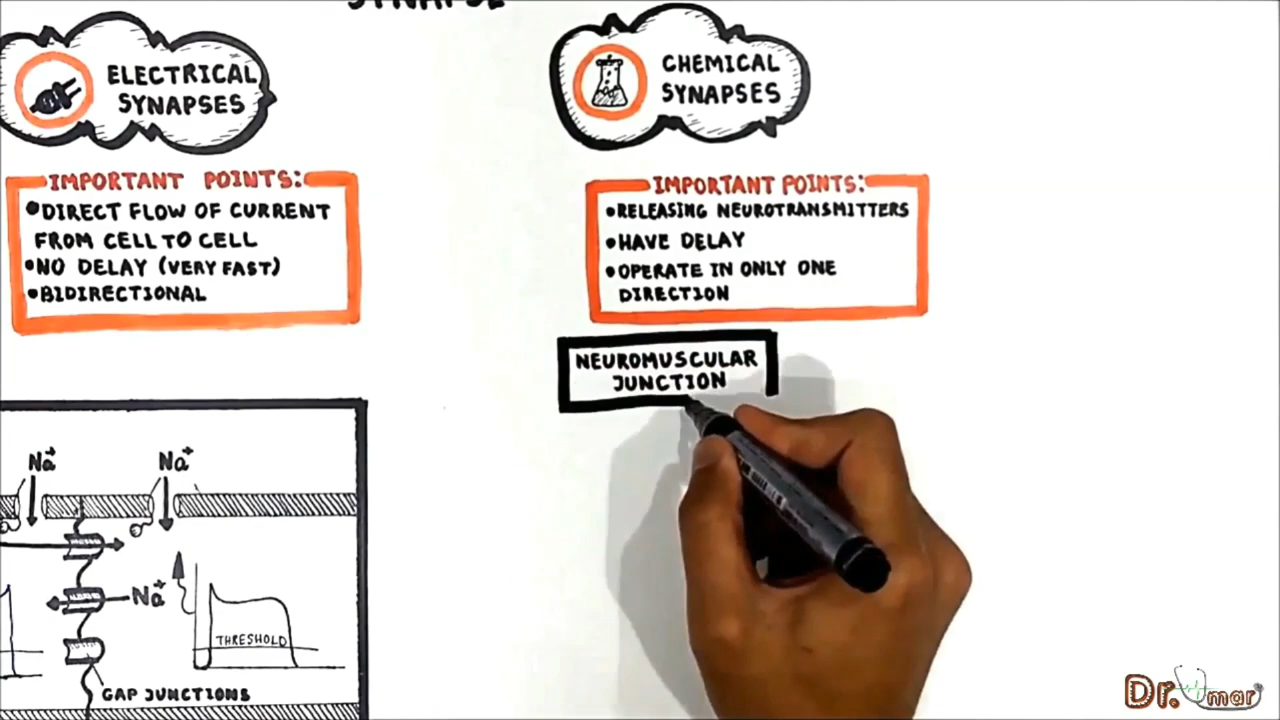 SYNAPSE
ELECTRICAL
SYNAPSES
IMPORTANT POINTS:
•DIRECT FLOW OF CURRENT
FROM CELL TO CELL
•NO DELAY (VERY FAST)
•BIDIRECTIONAL
CHEMICAL
SYNAPSES
IMPORTANT POINTS:
•RELEASING NEUROTRANSMITTERS
•HAVE DELAY
•OPERATE IN ONLY ONE
DIRECTION
NEUROMUSCULAR
JUNCTION
Na+
Na+
Na+
THRESHOLD
GAP JUNCTIONS
Dr. Umar